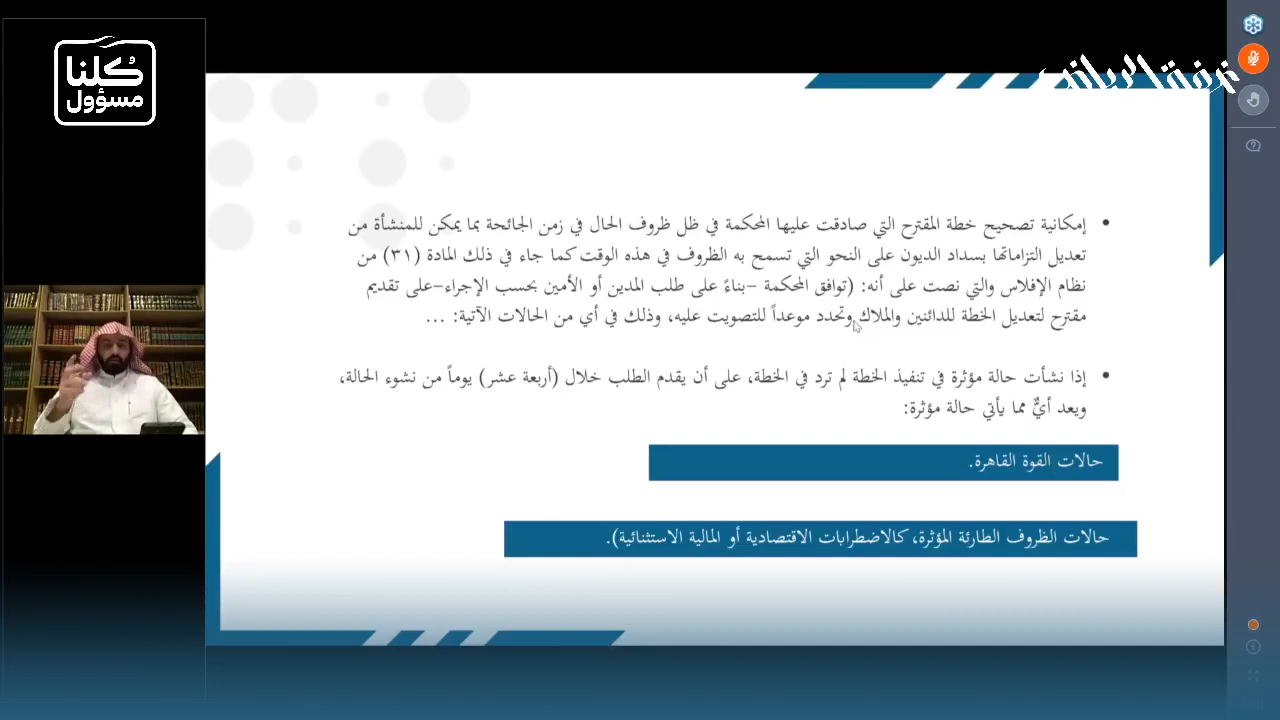 كُلنا
مسؤول
غرفة الرياض
إمكانية تصحيح خطة المقترح التي صادقت عليها المحكمة في ظل ظروف الحال في زمن الجائحة بما يمكن للمنشأة من
تعديل التزاماتها بسداد الديون على النحو التي تسمح به الظروف في هذه الوقت كما جاء في ذلك المادة (٣١) من
نظام الإفلاس والتي نصت على أنه: (توافق المحكمة -بناءً على طلب المدين أو الأمين بحسب الإجراء-على تقديم
مقترح لتعديل الخطة للدائنين والملاك وتحدد موعداً للتصويت عليه، وذلك في أي من الحالات الآتية: ...
إذا نشأت حالة مؤثرة في تنفيذ الخطة لم ترد في الخطة، على أن يقدم الطلب خلال (أربعة عشر) يوماً من نشوء الحالة،
ويعد أيٌّ مما يأتي حالة مؤثرة:
حالات القوة القاهرة.
حالات الظروف الطارئة المؤثرة، كالاضطرابات الاقتصادية أو المالية الاستثنائية).